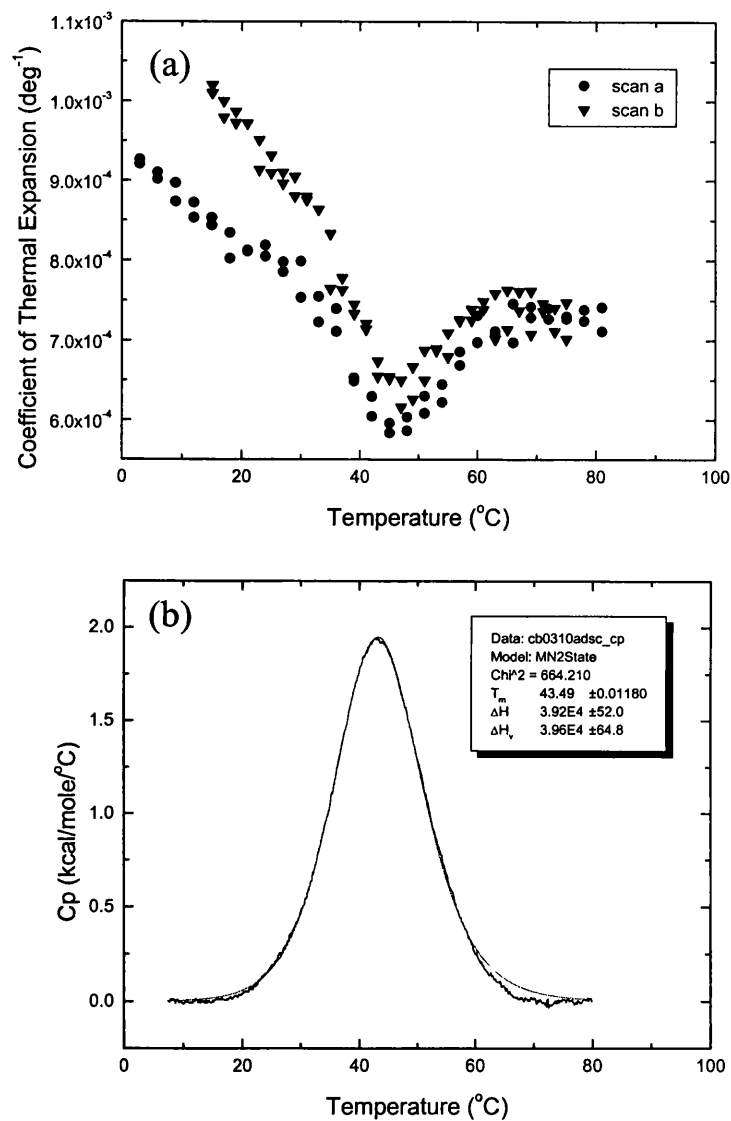 1.1x10⁻³
(a)
scan a
scan b
1.0x10⁻³
9.0x10⁻⁴
8.0x10⁻⁴
7.0x10⁻⁴
6.0x10⁻⁴
Coefficient of Thermal Expansion (deg⁻¹)
0 20 40 60 80 100
Temperature (°C)
(b)
2.0
1.5
1.0
0.5
0.0
Cp (kcal/mole/°C)
Data: cb0310adsc_cp
Model: MN2State
Chi^2 = 664.210
Tₘ 43.49 ±0.01180
ΔH 3.92E4 ±52.0
ΔHᵥ 3.96E4 ±64.8
0 20 40 60 80 100
Temperature (°C)